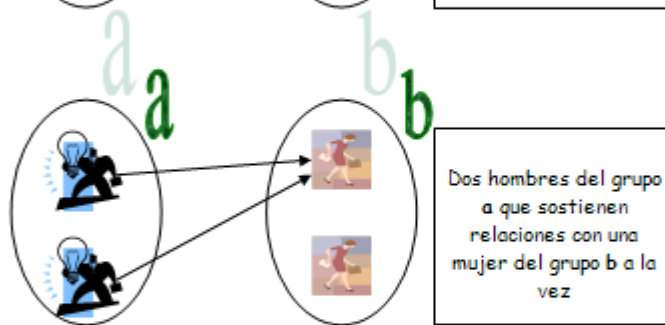 a
b
a
b
Dos hombres del grupo
a que sostienen
relaciones con una
mujer del grupo b a la
vez